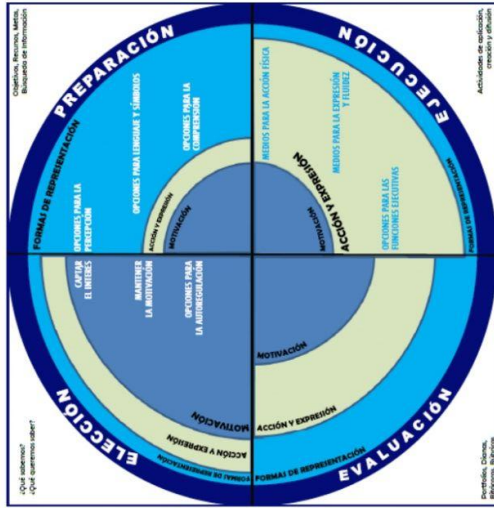 ¿Qué sabemos?
¿Qué queremos saber?
ELECCIÓN
FORMAS DE REPRESENTACIÓN
ACCIÓN Y EXPRESIÓN
MOTIVACIÓN
CAPTAR
EL INTERÉS
MANTENER
LA MOTIVACIÓN
OPCIONES PARA
LA AUTOREGULACIÓN
Objetivos, Recursos, Metas,
Búsqueda de información
PREPARACIÓN
FORMAS DE REPRESENTACIÓN
OPCIONES PARA LA
PERCEPCIÓN
OPCIONES PARA LENGUAJE Y SÍMBOLOS
OPCIONES PARA LA
COMPRENSIÓN
ACCIÓN Y EXPRESIÓN
MOTIVACIÓN
Actividades de aplicación,
creación y difusión
EJECUCIÓN
FORMAS DE REPRESENTACIÓN
ACCIÓN Y EXPRESIÓN
MEDIOS PARA LA ACCIÓN FÍSICA
MEDIOS PARA LA EXPRESIÓN
Y FLUIDEZ
OPCIONES PARA LAS
FUNCIONES EJECUTIVAS
MOTIVACIÓN
Portfolio, Dianas,
EVALUACIÓN
FORMAS DE REPRESENTACIÓN
ACCIÓN Y EXPRESIÓN
MOTIVACIÓN